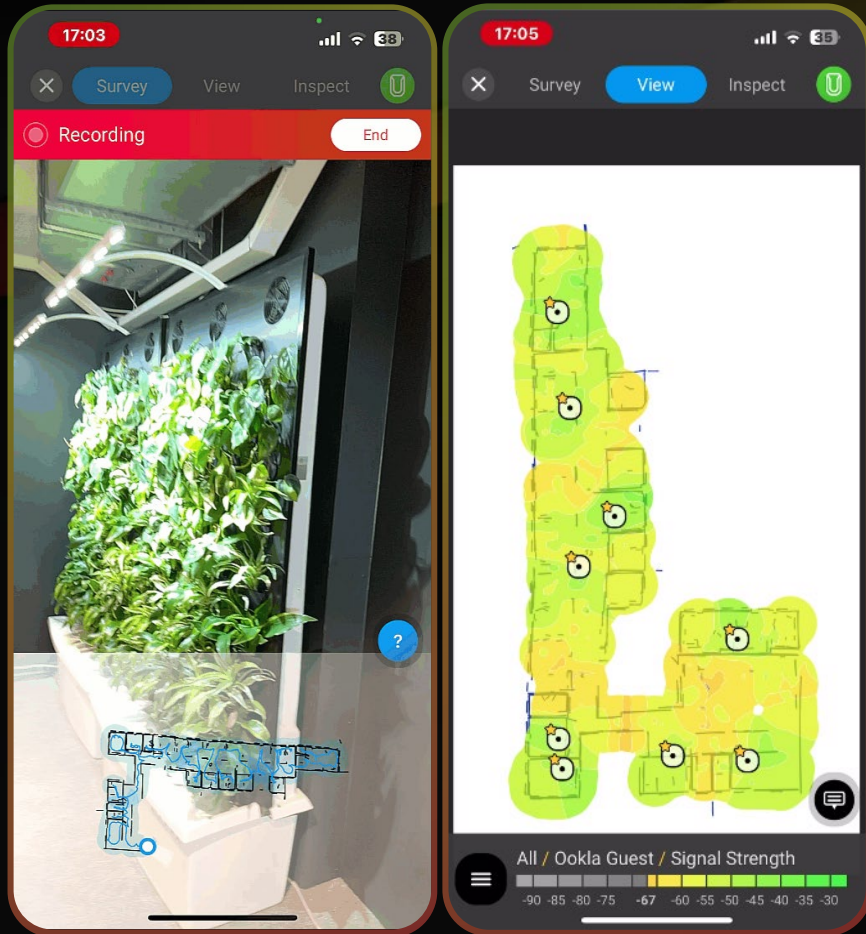 17:03
38
Survey
View
Inspect
Recording
End
?
17:05
35
Survey
View
Inspect
All / Ookla Guest / Signal Strength
-90 -85 -80 -75 -67 -60 -55 -50 -45 -40 -35 -30